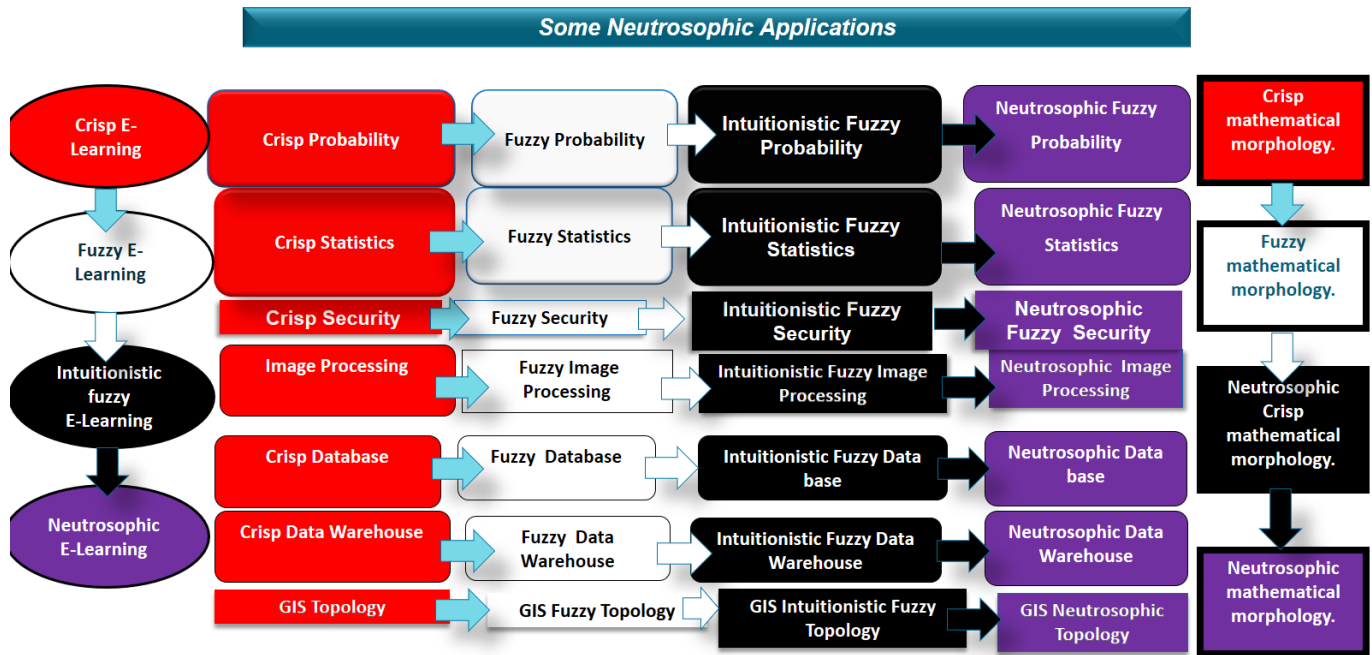 Some Neutrosophic Applications
Crisp E-
Learning
Fuzzy E-
Learning
Intuitionistic
fuzzy
E-Learning
Neutrosophic
E-Learning
Crisp Probability
Fuzzy Probability
Intuitionistic Fuzzy
Probability
Neutrosophic Fuzzy
Probability
Crisp Statistics
Fuzzy Statistics
Intuitionistic Fuzzy
Statistics
Neutrosophic Fuzzy
Statistics
Crisp Security
Fuzzy Security
Intuitionistic Fuzzy
Security
Neutrosophic
Fuzzy Security
Image Processing
Fuzzy Image
Processing
Intuitionistic Fuzzy Image
Processing
Neutrosophic Image
Processing
Crisp Database
Fuzzy Database
Intuitionistic Fuzzy Data
base
Neutrosophic Data
base
Crisp Data Warehouse
Fuzzy Data
Warehouse
Intuitionistic Fuzzy Data
Warehouse
Neutrosophic Data
Warehouse
GIS Topology
GIS Fuzzy Topology
GIS Intuitionistic Fuzzy
Topology
GIS Neutrosophic
Topology
Crisp
mathematical
morphology.
Fuzzy
mathematical
morphology.
Neutrosophic
Crisp
mathematical
morphology.
Neutrosophic
mathematical
morphology.